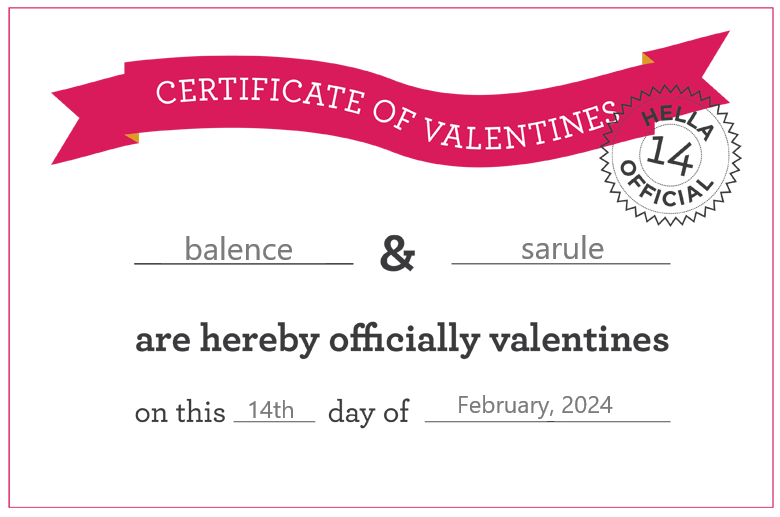 CERTIFICATE OF VALENTINES
HELLA
14
OFFICIAL
balence & sarule
are hereby officially valentines
on this 14th day of February, 2024